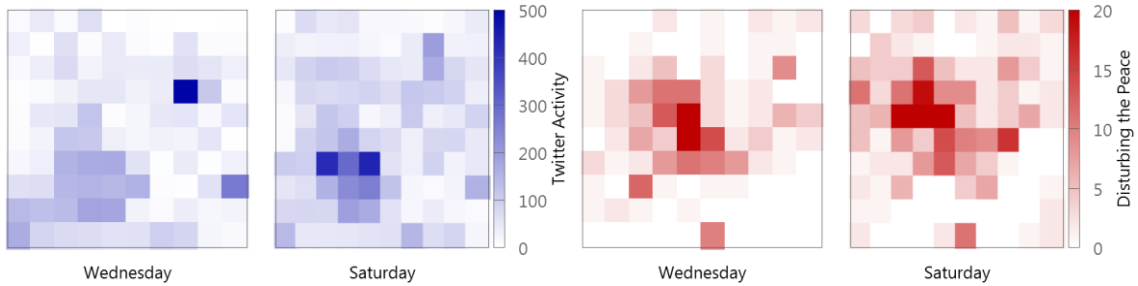 500
400
300
200
100
0
Twitter Activity
20
15
10
5
0
Disturbing the Peace
Wednesday
Saturday
Wednesday
Saturday